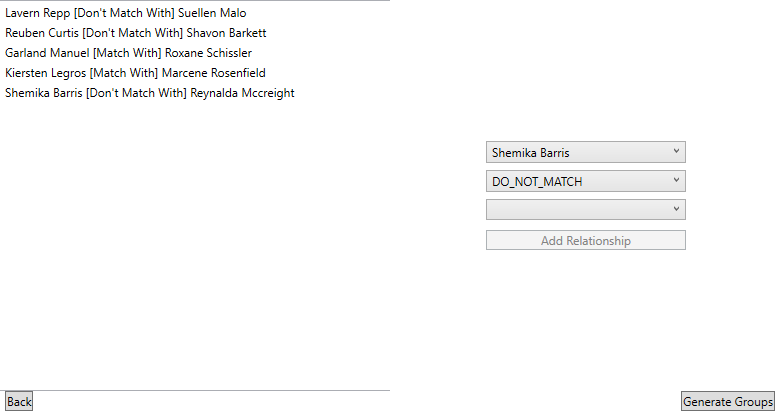 Lavern Repp [Don't Match With] Suellen Malo
Reuben Curtis [Don't Match With] Shavon Barkett
Garland Manuel [Match With] Roxane Schissler
Kiersten Legros [Match With] Marcene Rosenfield
Shemika Barris [Don't Match With] Reynalda Mccreight
Shemika Barris
DO_NOT_MATCH
Add Relationship
Back
Generate Groups